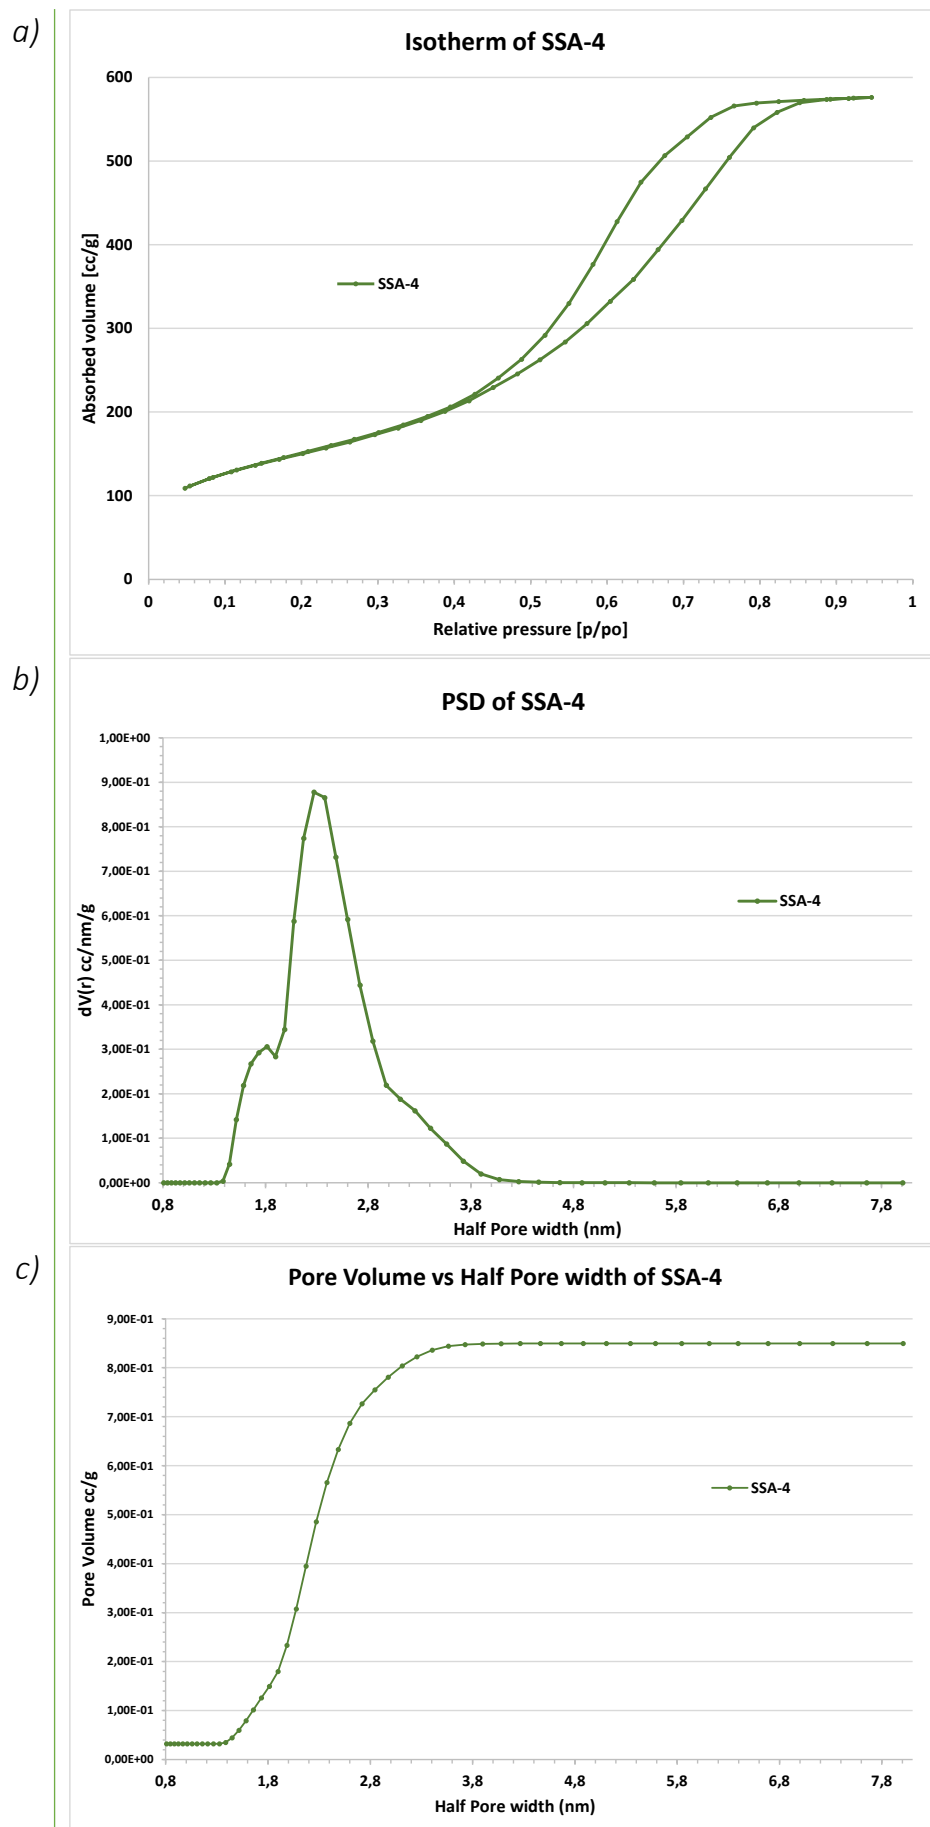 a)
Isotherm of SSA-4
600
500
400
300
200
100
0
Absorbed volume [cc/g]
SSA-4
0 0,1 0,2 0,3 0,4 0,5 0,6 0,7 0,8 0,9 1
Relative pressure [p/po]
b)
PSD of SSA-4
1,00E+00
9,00E-01
8,00E-01
7,00E-01
6,00E-01
5,00E-01
4,00E-01
3,00E-01
2,00E-01
1,00E-01
0,00E+00
dV(r) cc/nm/g
SSA-4
0,8 1,8 2,8 3,8 4,8 5,8 6,8 7,8
Half Pore width (nm)
c)
Pore Volume vs Half Pore width of SSA-4
9,00E-01
8,00E-01
7,00E-01
6,00E-01
5,00E-01
4,00E-01
3,00E-01
2,00E-01
1,00E-01
0,00E+00
Pore Volume cc/g
SSA-4
0,8 1,8 2,8 3,8 4,8 5,8 6,8 7,8
Half Pore width (nm)